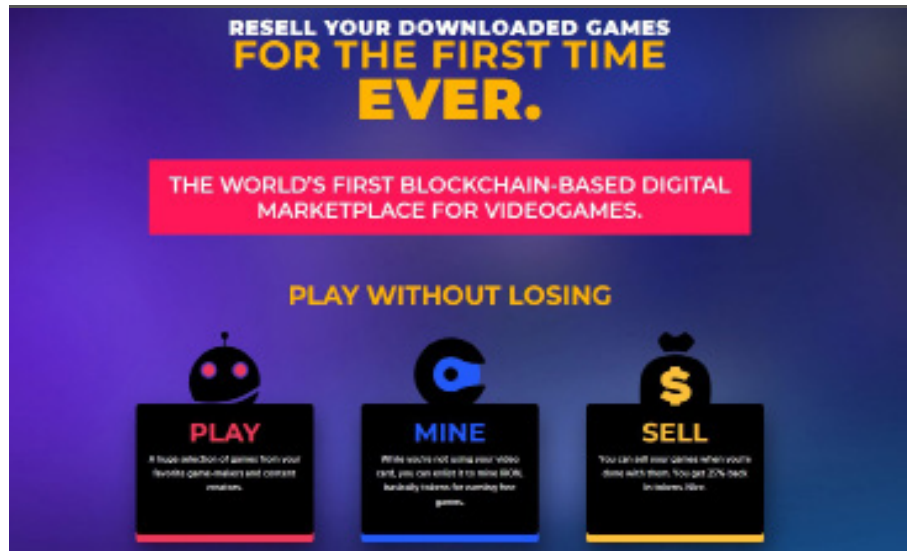 RESELL YOUR DOWNLOADED GAMES
FOR THE FIRST TIME
EVER.
THE WORLD'S FIRST BLOCKCHAIN-BASED DIGITAL
MARKETPLACE FOR VIDEOGAMES.
PLAY WITHOUT LOSING
$
PLAY
A huge selection of games from your
favorite game-makers and content
creators.
MINE
While you're not using your video
card, you can enlist it to mine
basically tokens for earning free
games.
SELL
You can sell your games when you're
done with them. You get 25% back
in tokens. Nice.